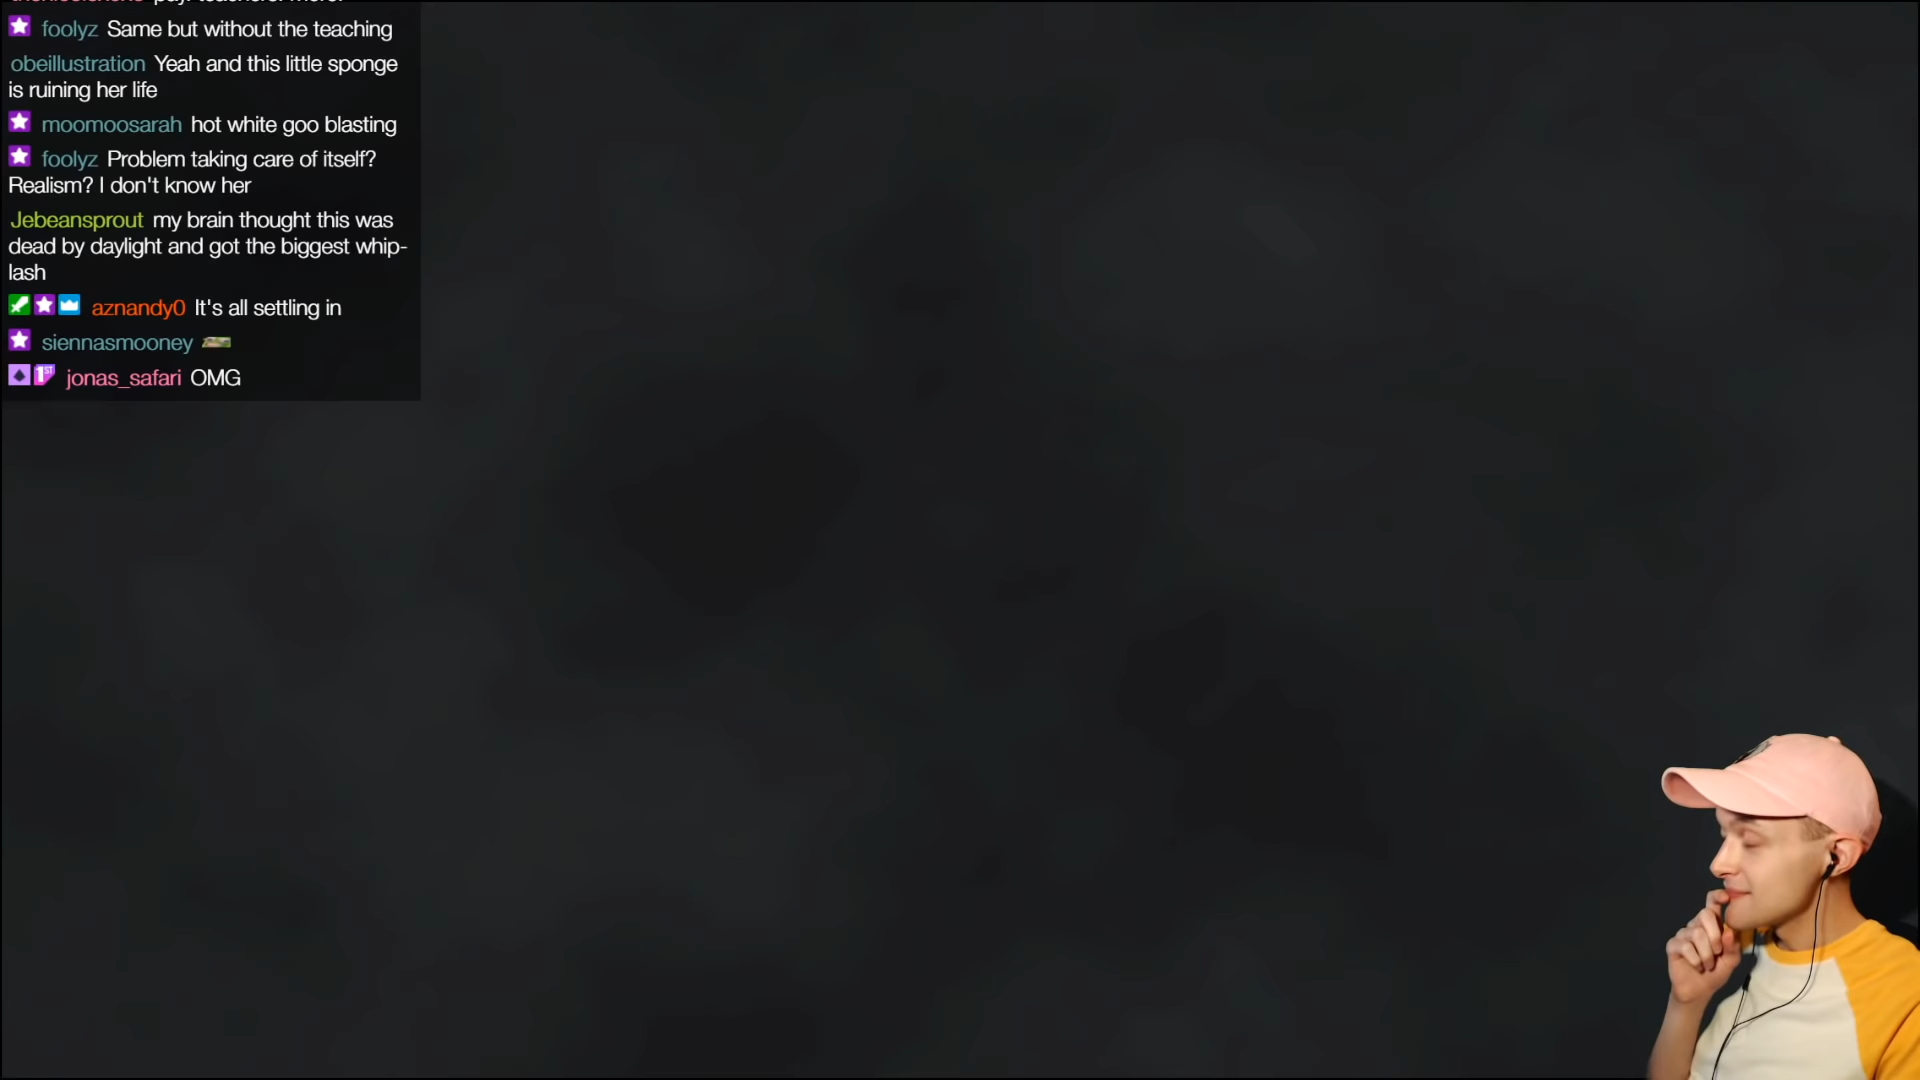 foolyz Same but without the teaching
obeillustration Yeah and this little sponge
is ruining her life
moomoosarah hot white goo blasting
foolyz Problem taking care of itself?
Realism? I don't know her
Jebeansprout my brain thought this was
dead by daylight and got the biggest whip-
lash
aznandy0 It's all settling in
siennasmooney
1ST jonas_safari OMG